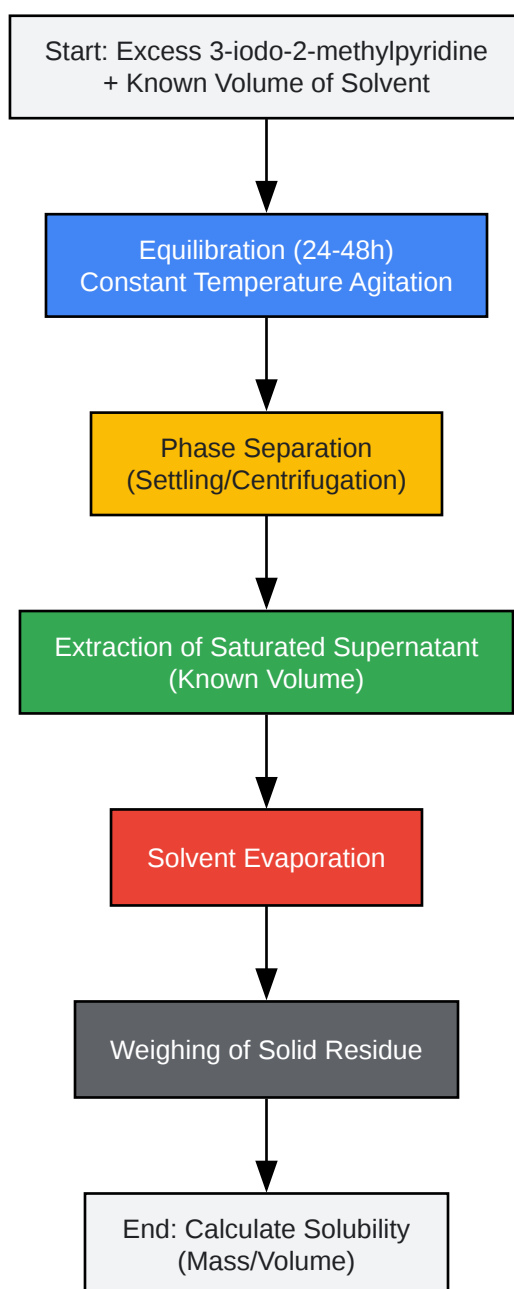 Start: Excess 3-iodo-2-methylpyridine
+ Known Volume of Solvent
Equilibration (24-48h)
Constant Temperature Agitation
Phase Separation
(Settling/Centrifugation)
Extraction of Saturated Supernatant
(Known Volume)
Solvent Evaporation
Weighing of Solid Residue
End: Calculate Solubility
(Mass/Volume)